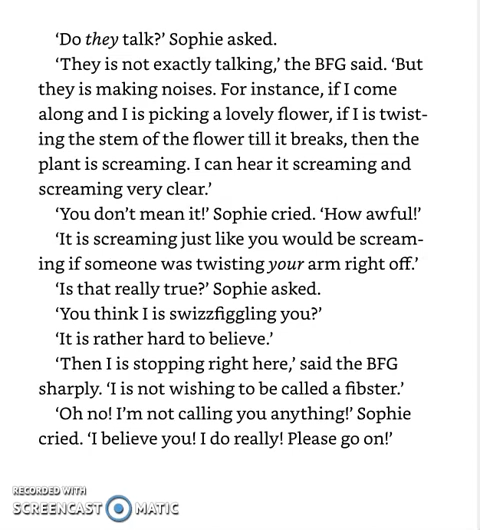 ‘Do they talk?’ Sophie asked.
‘They is not exactly talking,’ the BFG said. ‘But
they is making noises. For instance, if I come
along and I is picking a lovely flower, if I is twist-
ing the stem of the flower till it breaks, then the
plant is screaming. I can hear it screaming and
screaming very clear.’
‘You don’t mean it!’ Sophie cried. ‘How awful!’
‘It is screaming just like you would be scream-
ing if someone was twisting your arm right off.’
‘Is that really true?’ Sophie asked.
‘You think I is swizzfiggling you?’
‘It is rather hard to believe.’
‘Then I is stopping right here,’ said the BFG
sharply. ‘I is not wishing to be called a fibster.’
‘Oh no! I’m not calling you anything!’ Sophie
cried. ‘I believe you! I do really! Please go on!’
RECORDED WITH
SCREENCAST MATIC